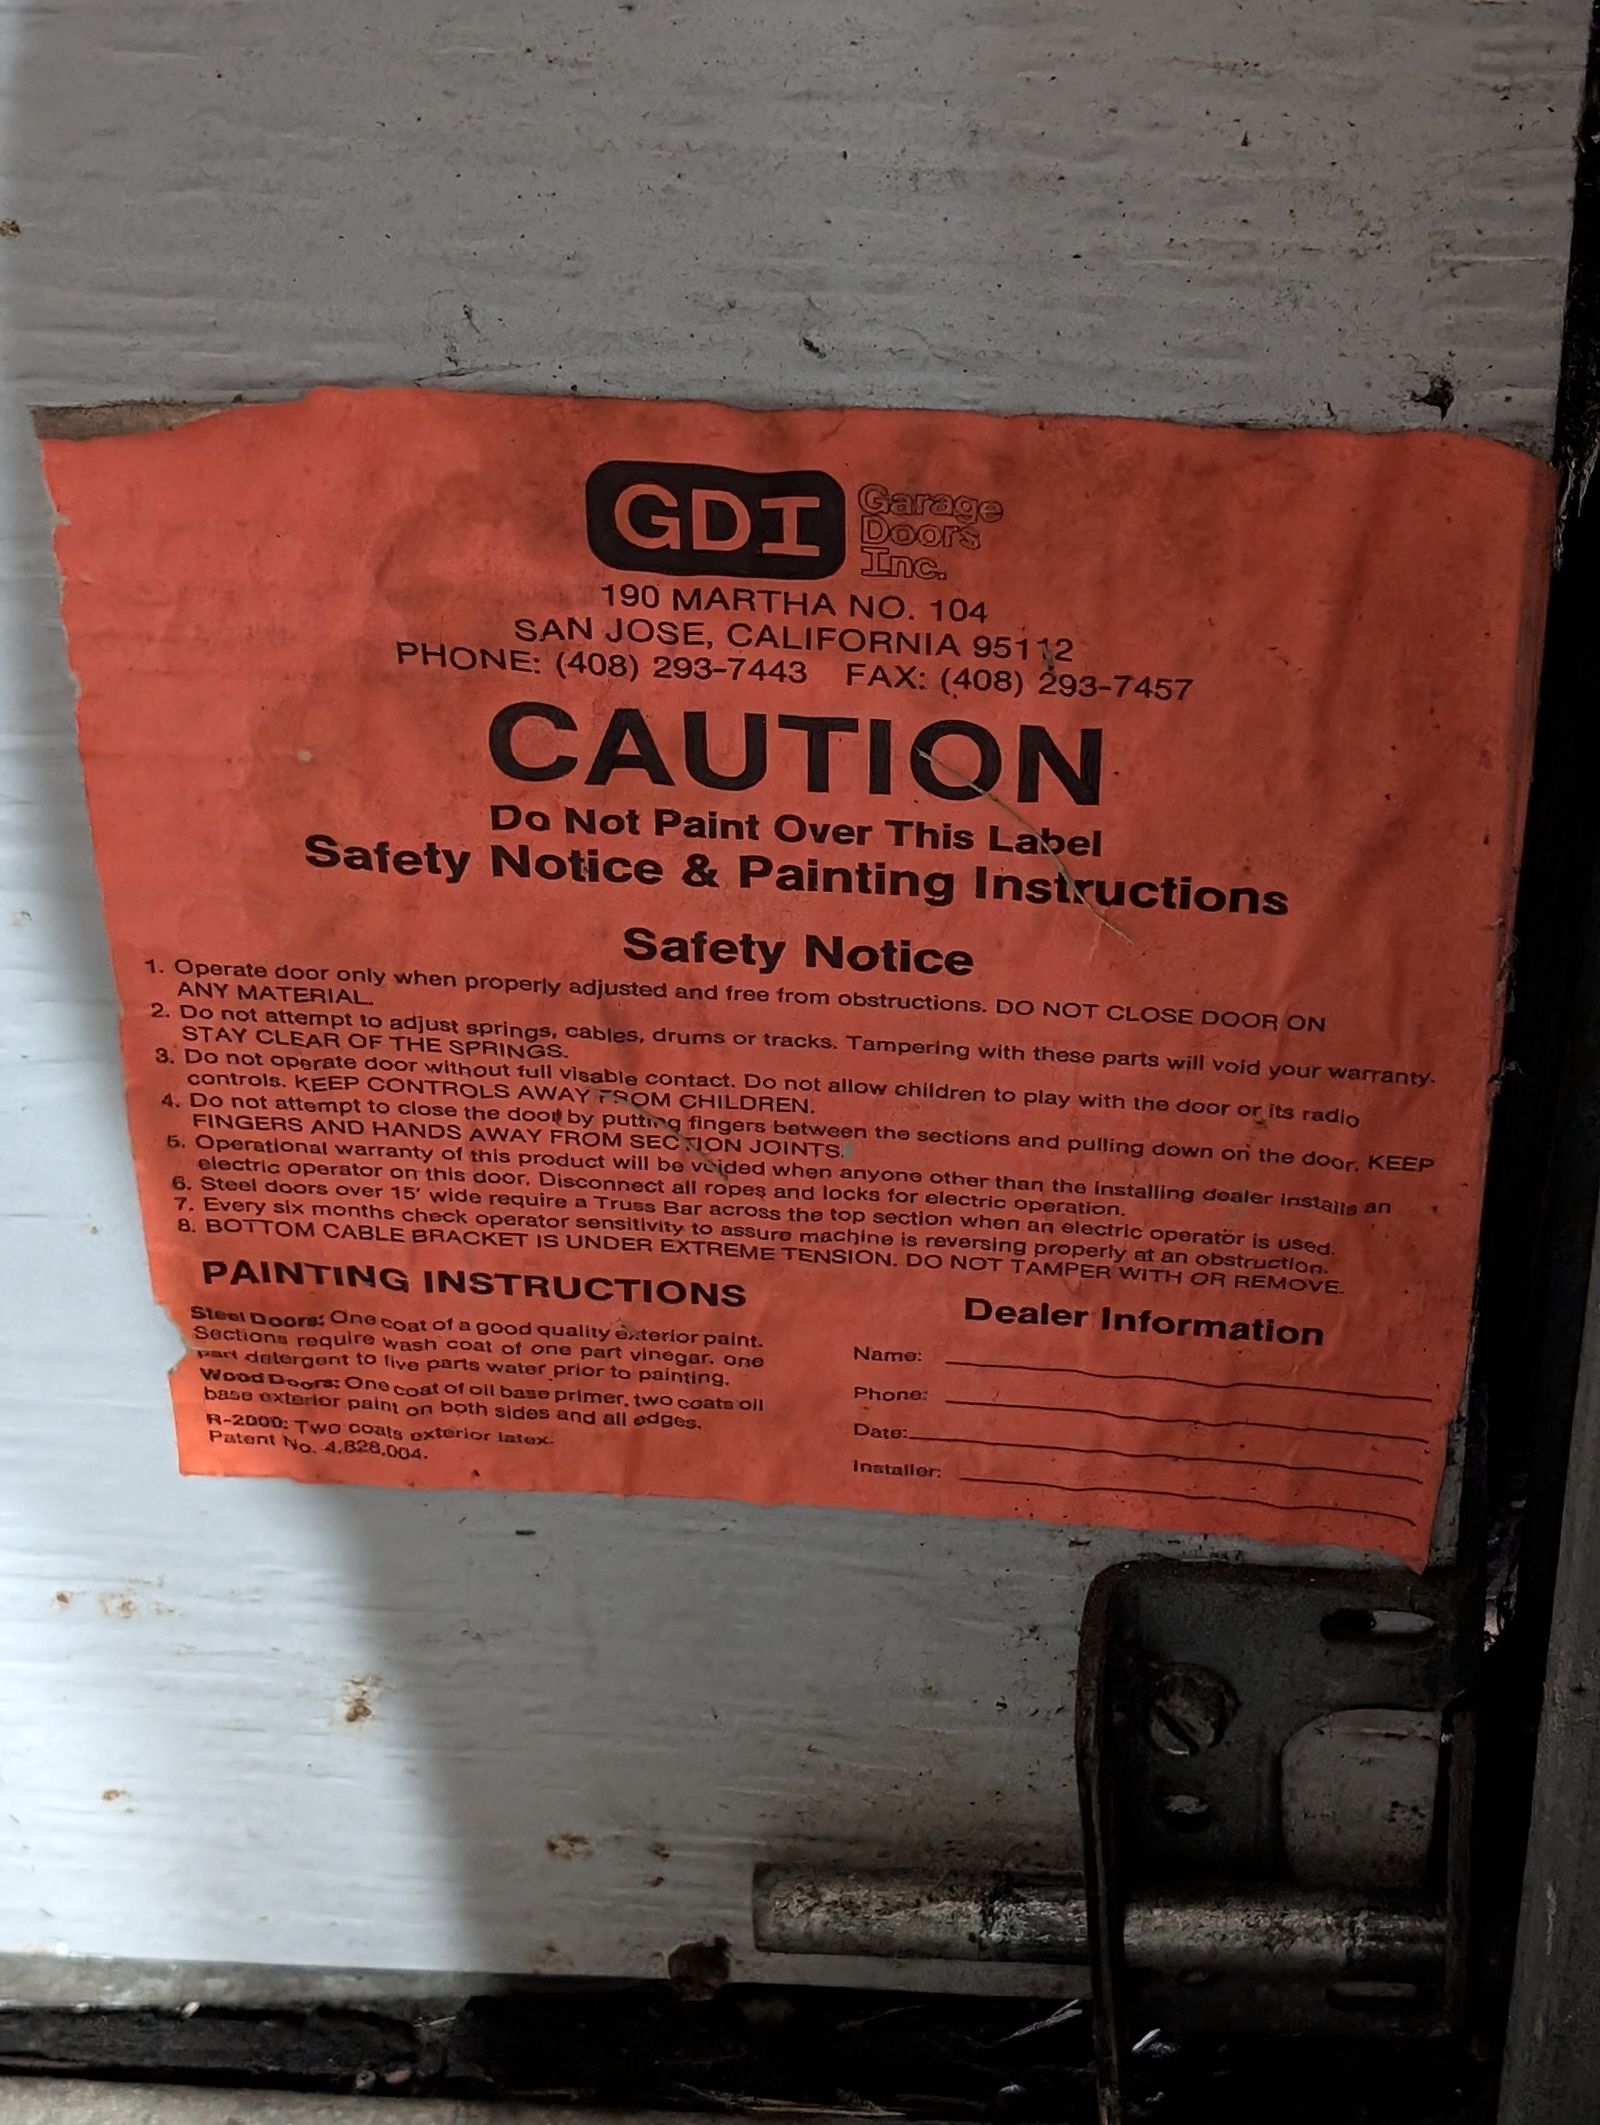 GDI Garage
Doors
Inc.
190 MARTHA NO. 104
SAN JOSE, CALIFORNIA 95112
PHONE: (408) 293-7443 FAX: (408) 293-7457
CAUTION
Do Not Paint Over This Label
Safety Notice & Painting Instructions
Safety Notice
1. Operate door only when properly adjusted and free from obstructions. DO NOT CLOSE DOOR ON
ANY MATERIAL.
2. Do not attempt to adjust springs, cables, drums or tracks. Tampering with these parts will void your warranty.
STAY CLEAR OF THE SPRINGS.
3. Do not operate door without full visable contact. Do not allow children to play with the door or its radio
controls. KEEP CONTROLS AWAY FROM CHILDREN.
4. Do not attempt to close the door by putting fingers between the sections and pulling down on the door. KEEP
FINGERS AND HANDS AWAY FROM SECTION JOINTS.
5. Operational warranty of this product will be voided when anyone other than the installing dealer installs an
electric operator on this door. Disconnect all ropes and locks for electric operation.
6. Steel doors over 15' wide require a Truss Bar across the top section when an electric operator is used.
7. Every six months check operator sensitivity to assure machine is reversing properly at an obstruction.
8. BOTTOM CABLE BRACKET IS UNDER EXTREME TENSION. DO NOT TAMPER WITH OR REMOVE.
PAINTING INSTRUCTIONS
Steel Doors: One coat of a good quality exterior paint.
Sections require wash coat of one part vinegar, one
part detergent to five parts water prior to painting.
Wood Doors: One coat of oil base primer, two coats oil
base exterior paint on both sides and all edges.
R-2000: Two coats exterior latex.
Patent No. 4,828,004.
Dealer Information
Name:
Phone:
Date:
Installer: